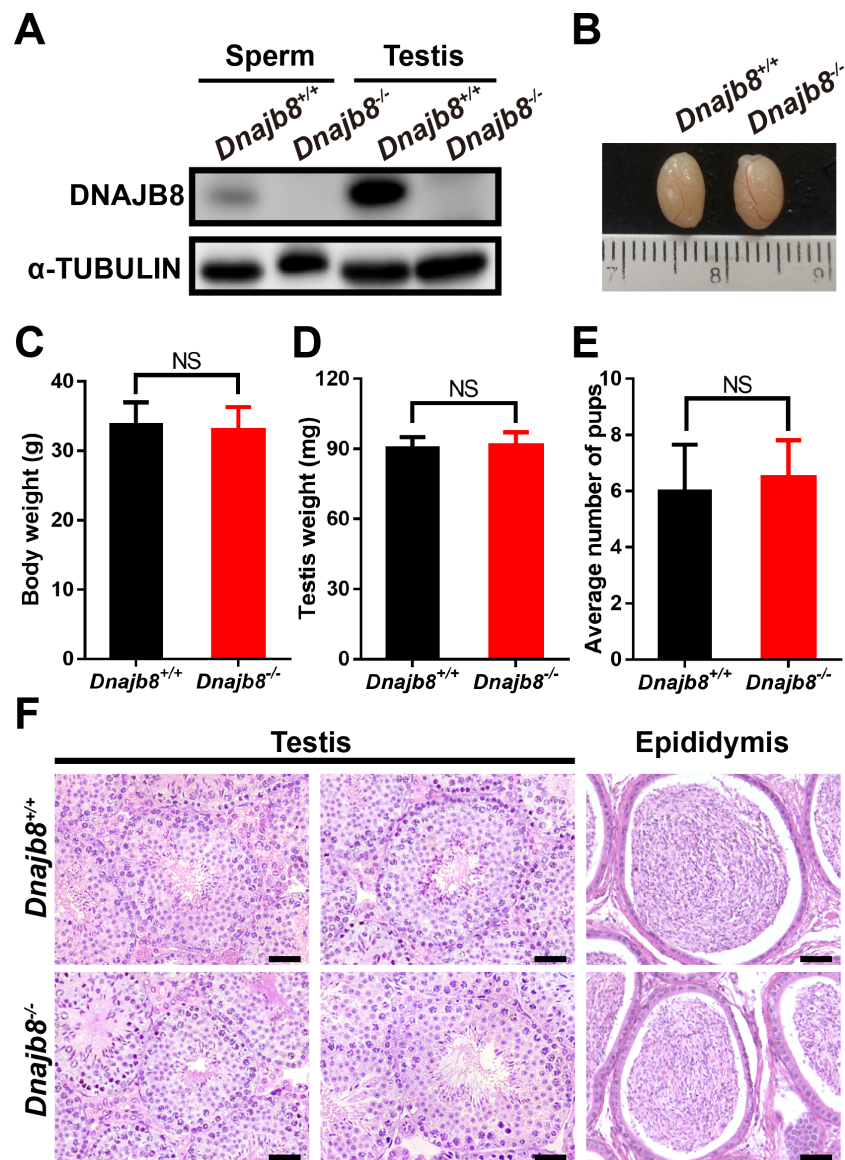 A
Sperm Testis
Dnajb8+/+ Dnajb8-/- Dnajb8+/+ Dnajb8-/-
DNAJB8
α-TUBULIN
B
Dnajb8+/+ Dnajb8-/-
7 8 9
C
NS
Body weight (g)
40
30
20
10
0
Dnajb8+/+ Dnajb8-/-
D
NS
Testis weight (mg)
120
90
60
30
0
Dnajb8+/+ Dnajb8-/-
E
NS
Average number of pups
10
8
6
4
2
0
Dnajb8+/+ Dnajb8-/-
F
Testis Epididymis
Dnajb8+/+
Dnajb8-/-